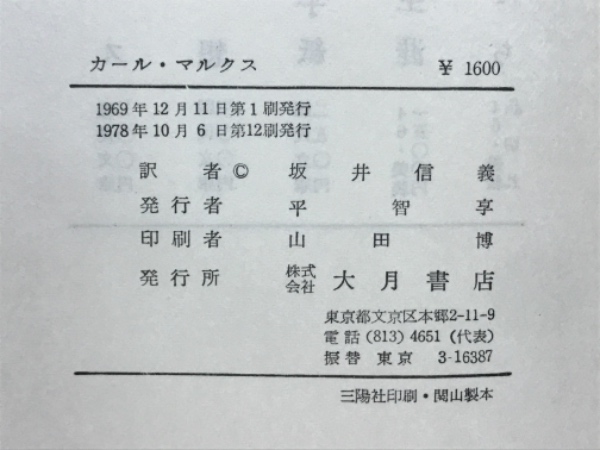 カール・マルクス ¥ 1600
1969年12月11日第1刷発行
1978年10月6日第12刷発行
訳者© 坂井信義
発行者 平智享
印刷者 山田博
発行所 株式会社 大月書店
東京都文京区本郷2-11-9
電話 (813) 4651 (代表)
振替 東京 3-16387
三陽社印刷・関山製本